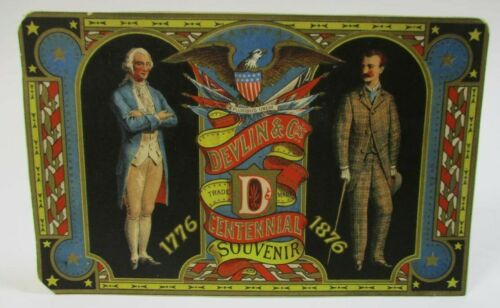 DEVLIN & Co
TRADE MARK
D
CENTENNIAL
SOUVENIR
1776
1876